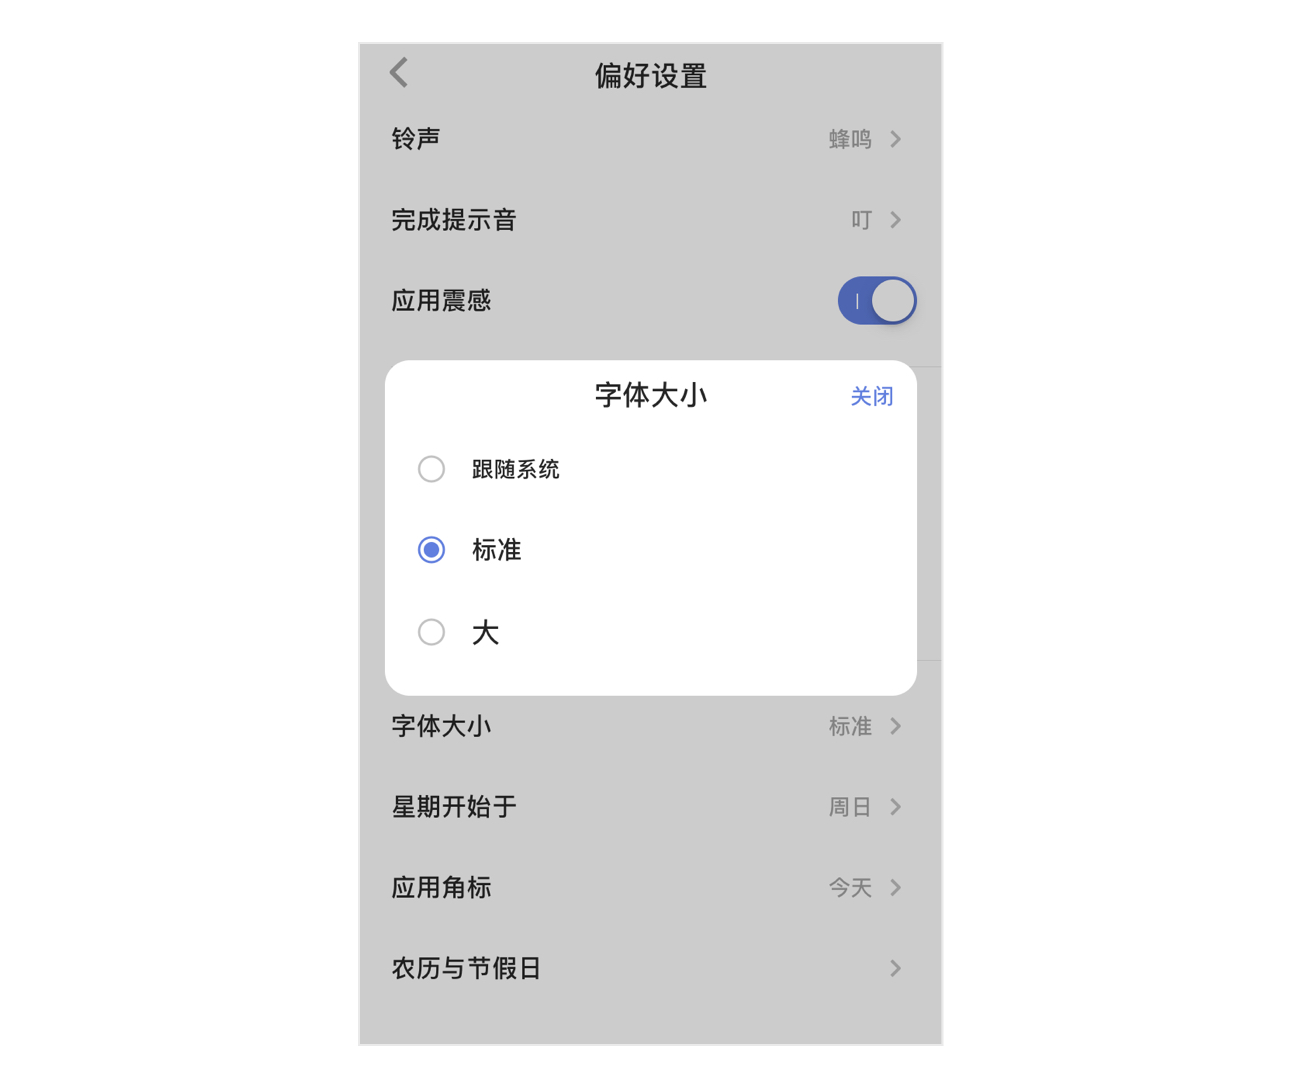 偏好设置
铃声 蜂鸣
完成提示音 叮
应用震感
字体大小 关闭
跟随系统
标准
大
字体大小 标准
星期开始于 周日
应用角标 今天
农历与节假日